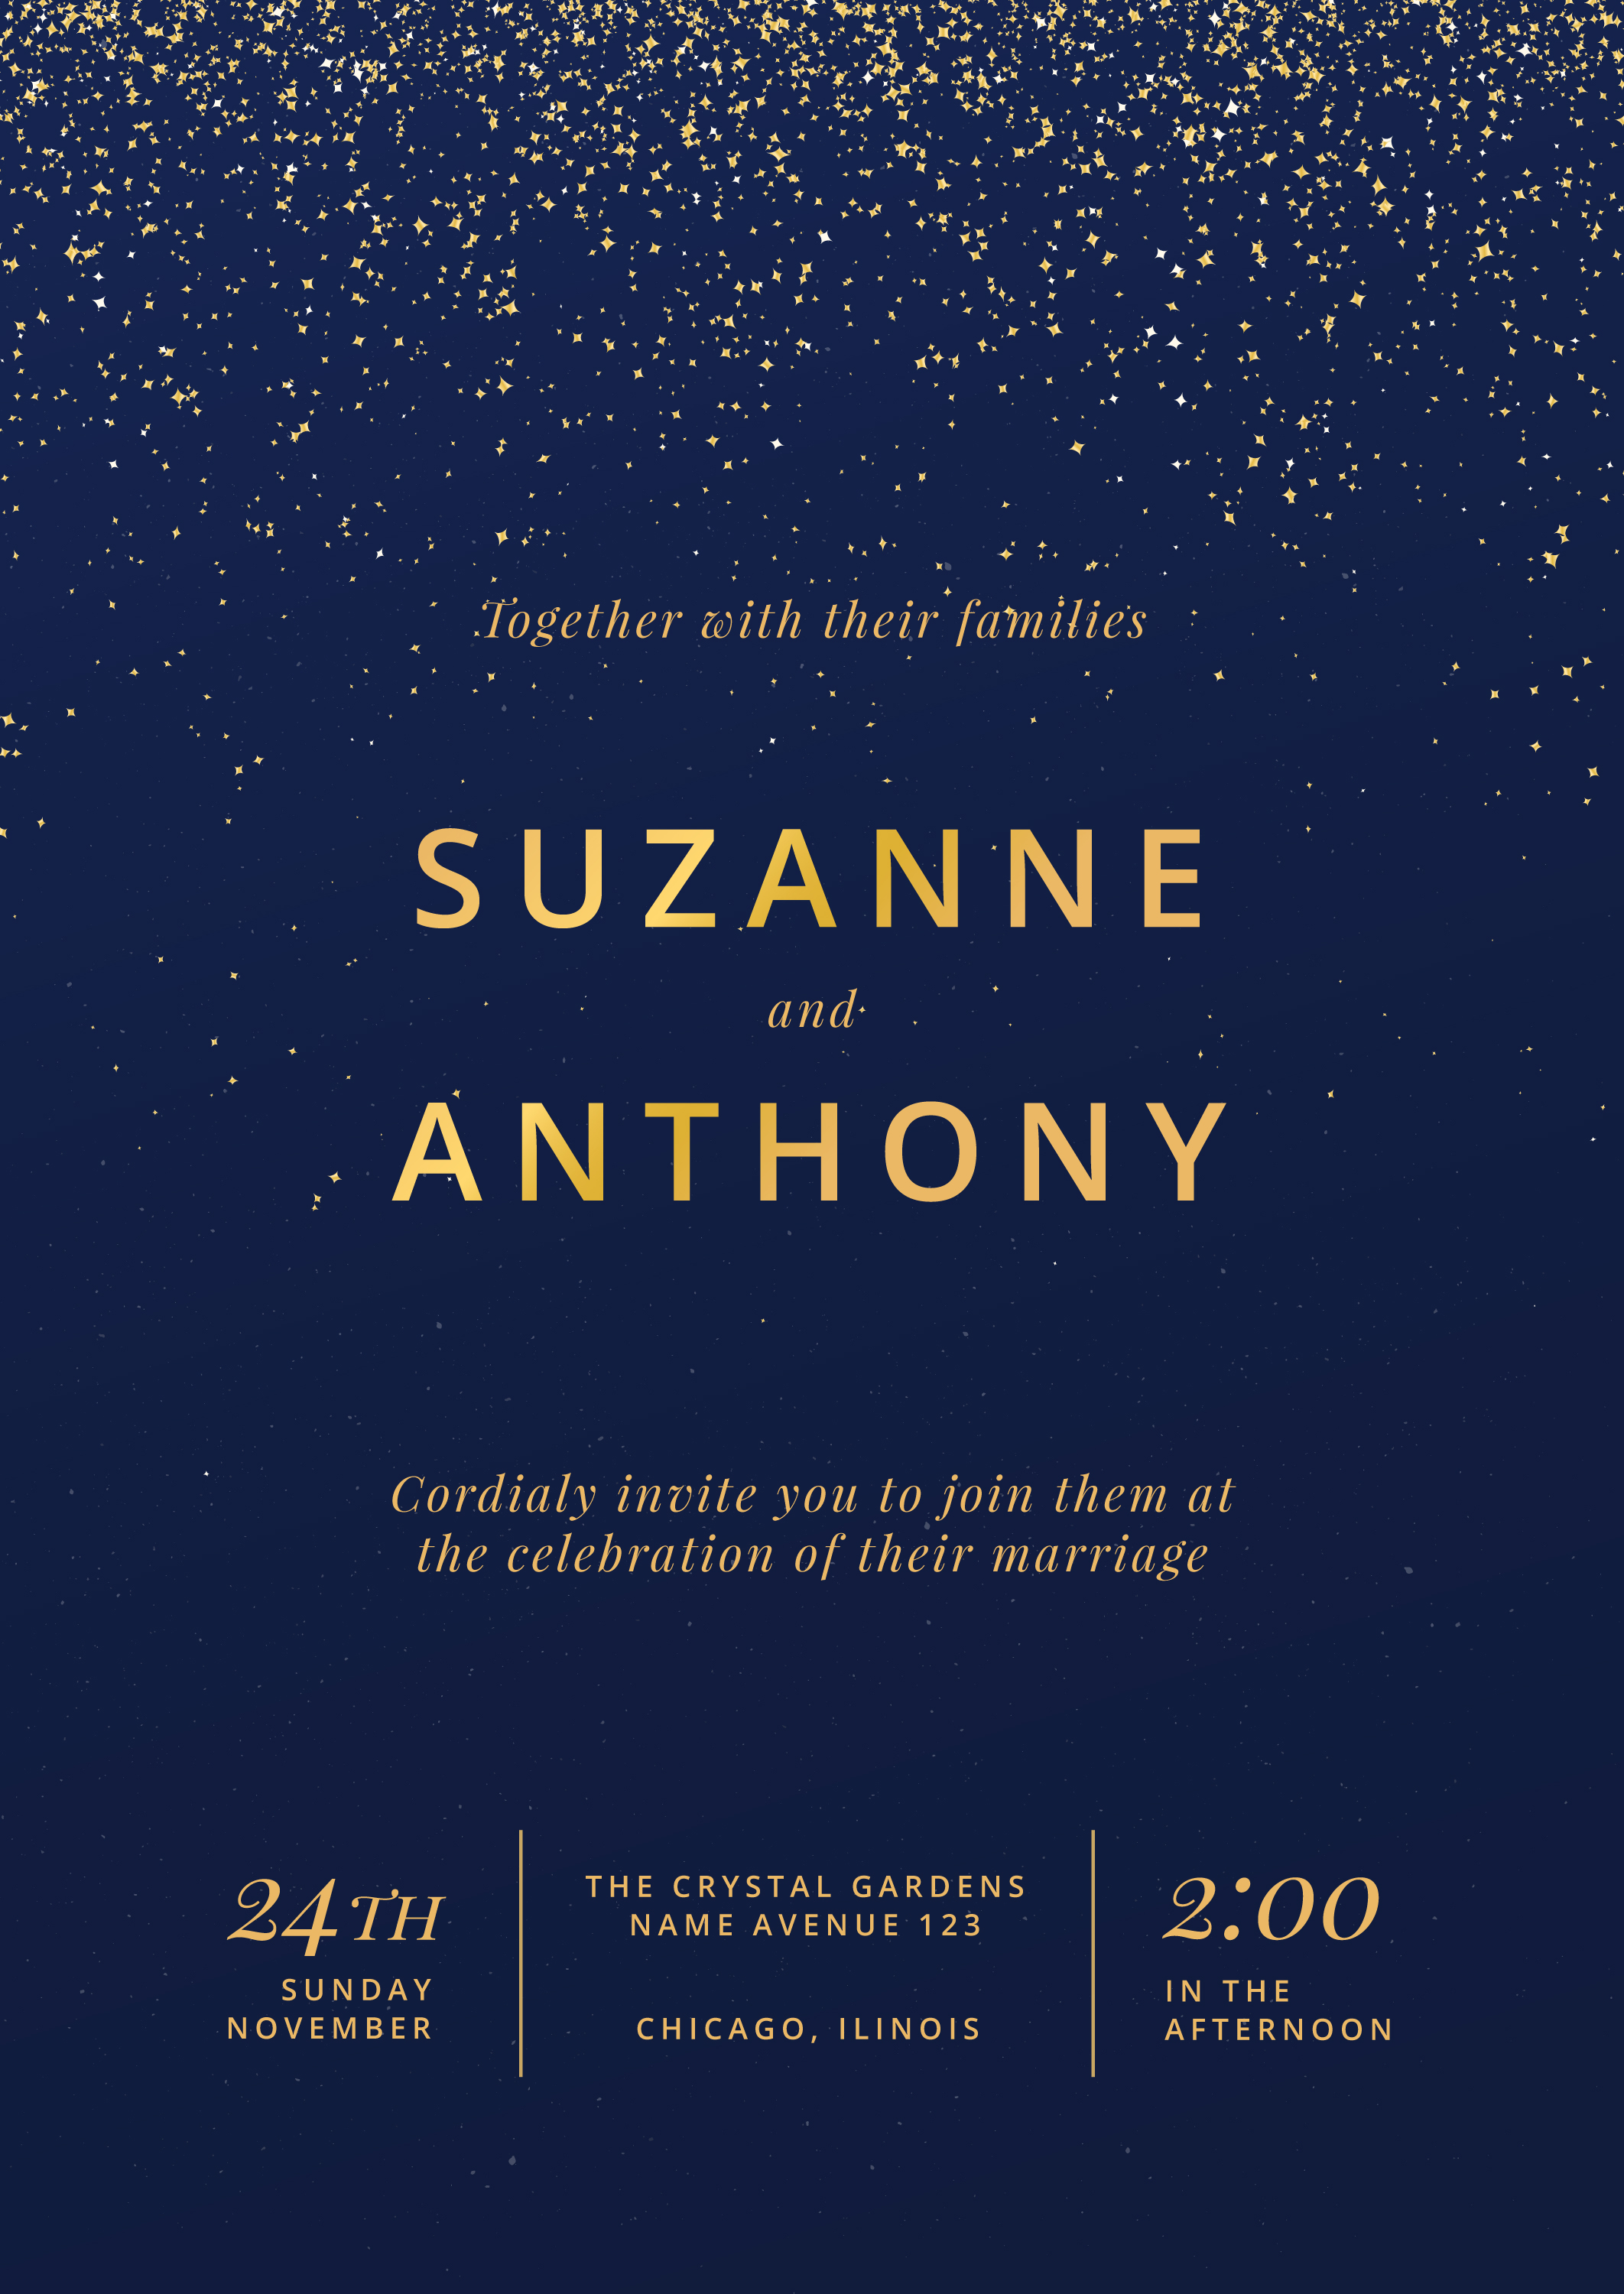 Together with their families
SUZANNE
and
ANTHONY
Cordialy invite you to join them at
the celebration of their marriage
24TH
SUNDAY
NOVEMBER
THE CRYSTAL GARDENS
NAME AVENUE 123
CHICAGO, ILINOIS
2:00
IN THE
AFTERNOON